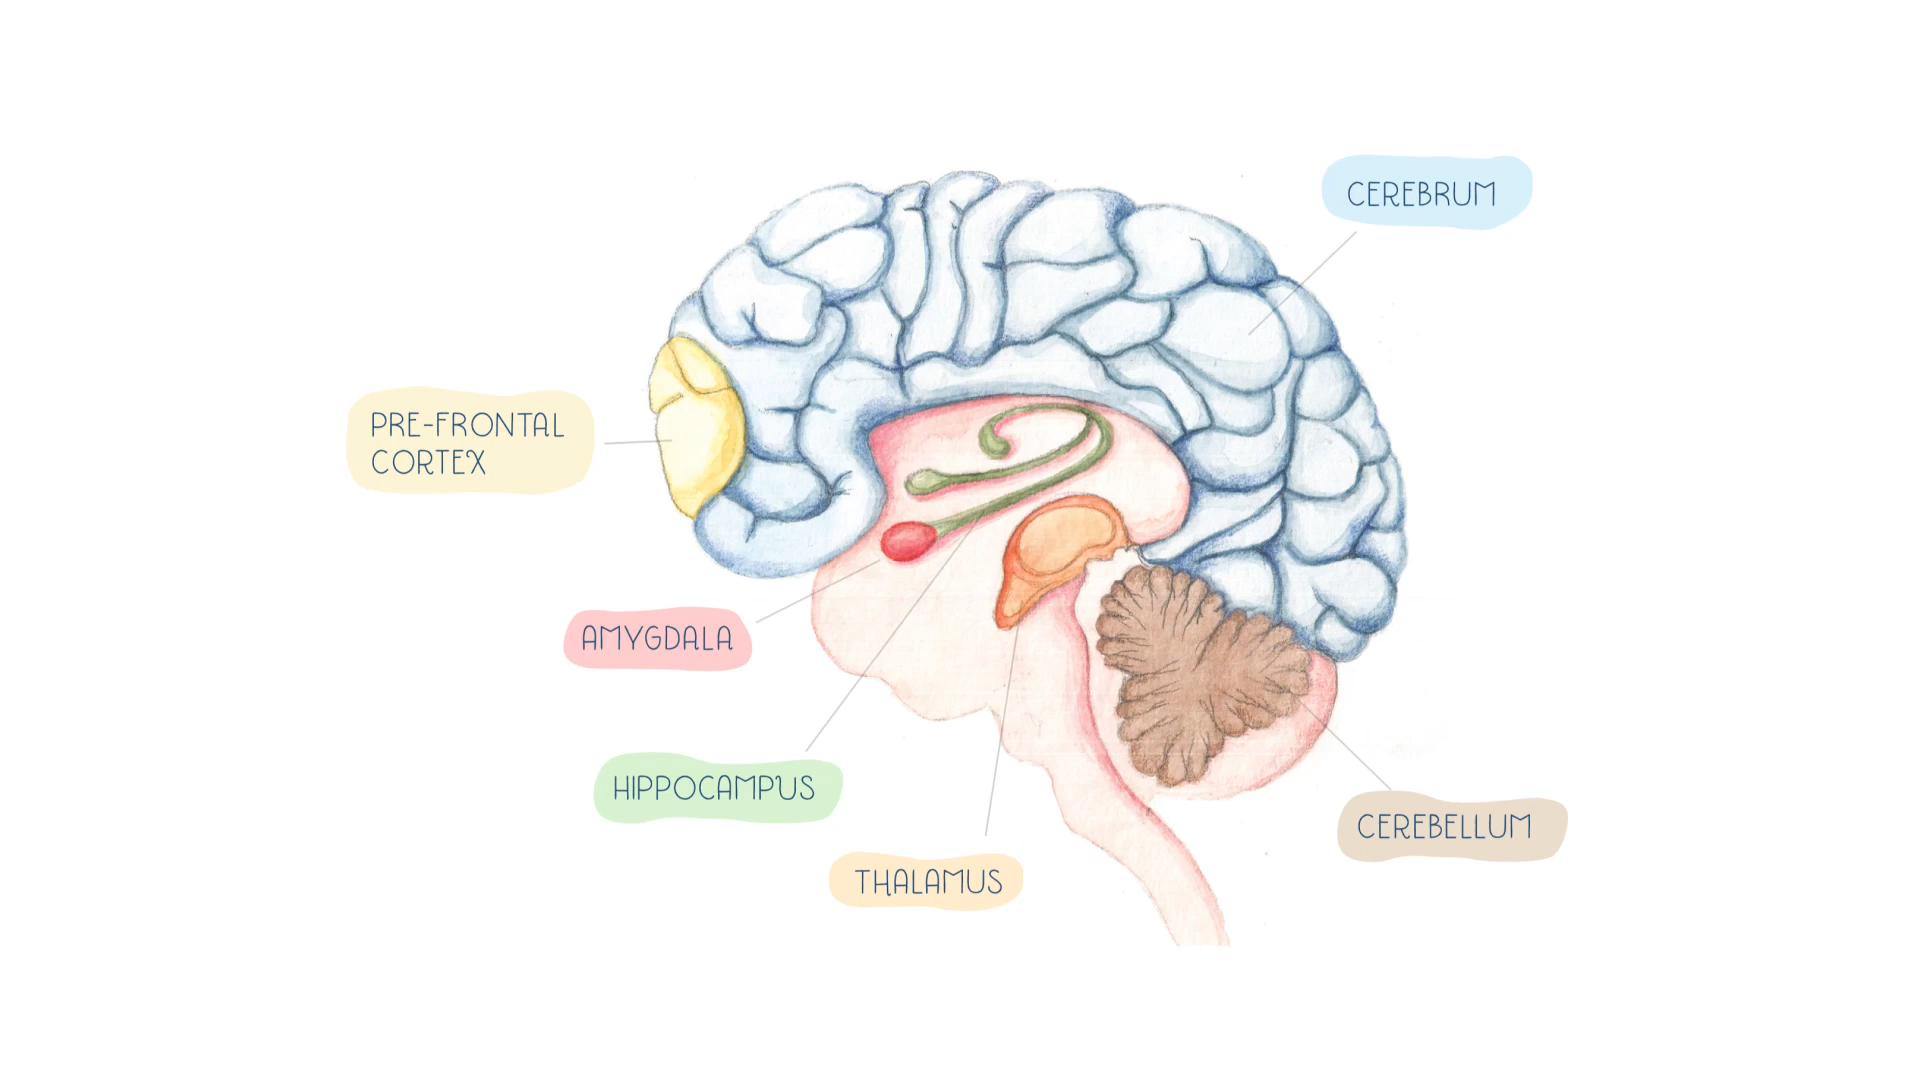 CEREBRUM
PRE-FRONTAL
CORTEX
AMYGDALA
HIPPOCAMPUS
THALAMUS
CEREBELLUM